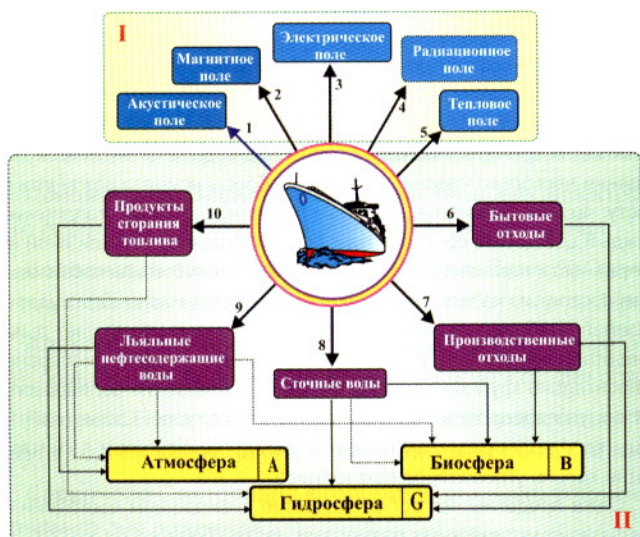 I
Электрическое
поле
Магнитное
поле
Радиационное
поле
Акустическое
поле
Тепловое
поле
1
2
3
4
5
Продукты
сгорания
топлива
10
6
Бытовые
отходы
9
7
8
Льяльные
нефтесодержащие
воды
Производственные
отходы
Сточные воды
Атмосфера A
Биосфера B
Гидросфера G
II